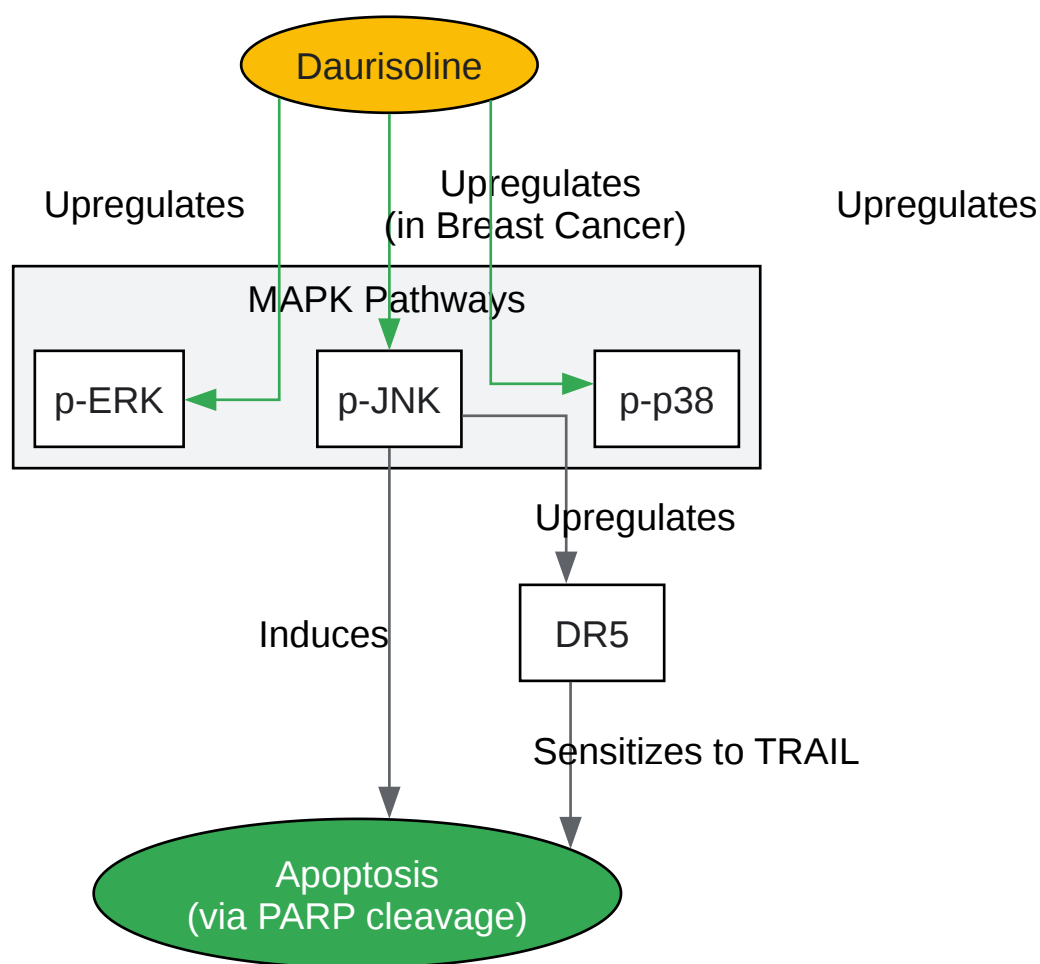 Daurisoline
Upregulates
Upregulates
(in Breast Cancer)
Upregulates
MAPK Pathways
p-ERK
p-JNK
p-p38
Upregulates
Induces
DR5
Sensitizes to TRAIL
Apoptosis
(via PARP cleavage)